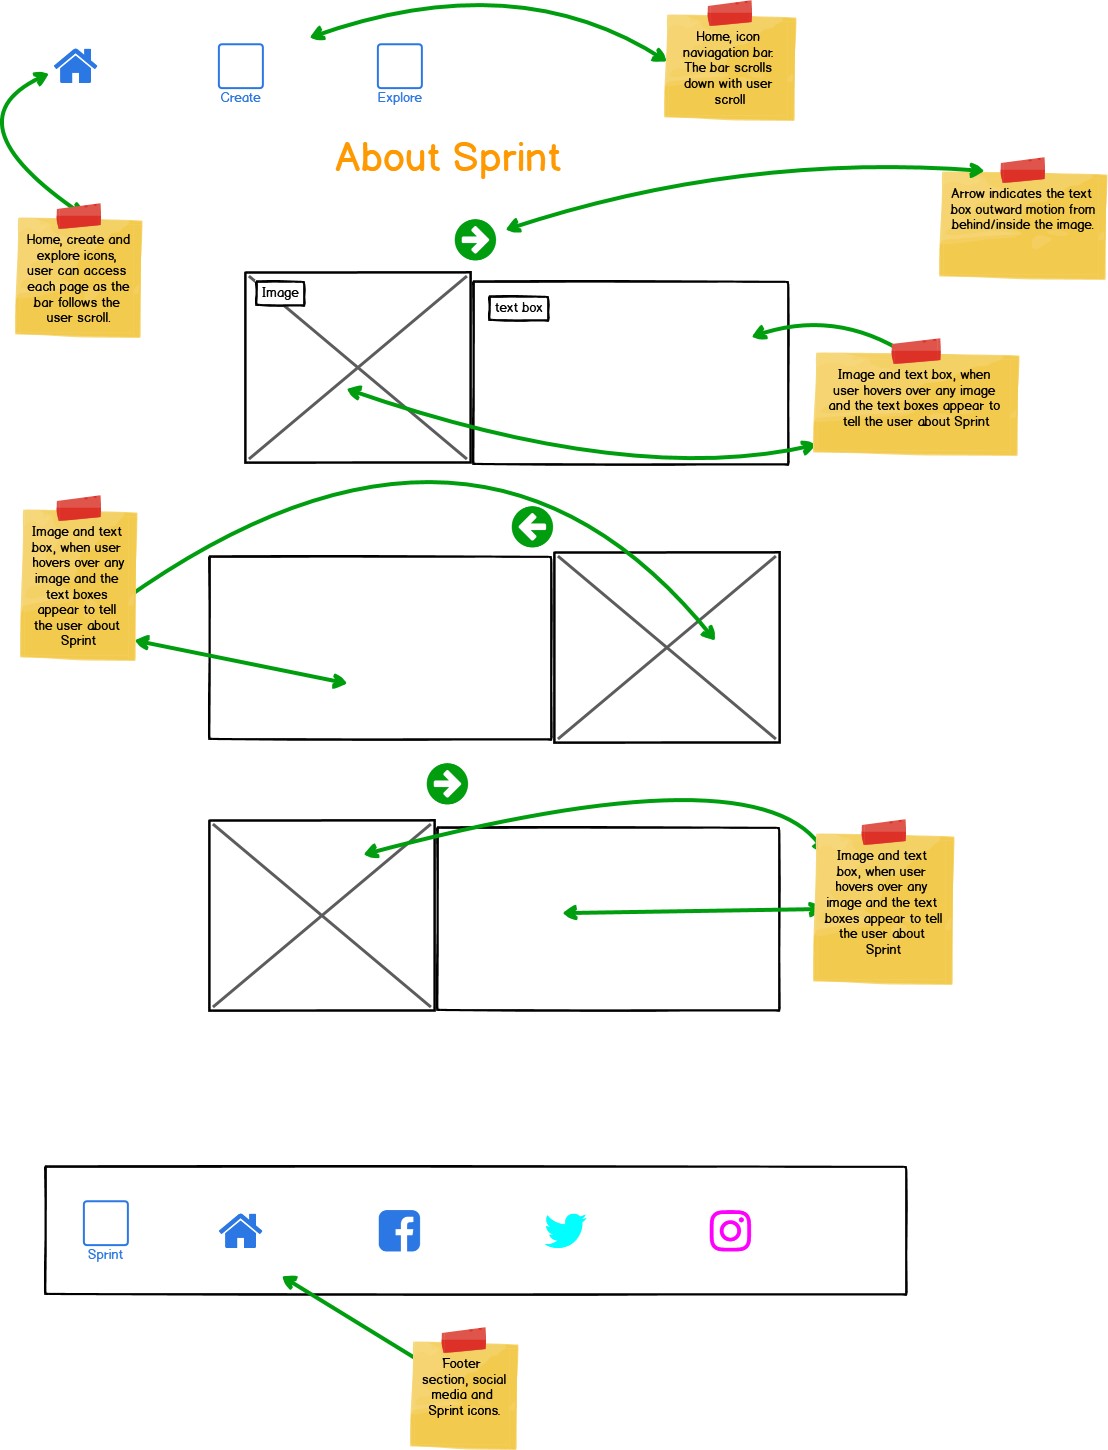 Home, icon
naviagation bar.
The bar scrolls
down with user
scroll
Create
Explore
About Sprint
Arrow indicates the text
box outward motion from
behind/inside the image.
Home, create and
explore icons,
user can access
each page as the
bar follows the
user scroll.
Image
text box
Image and text box, when
user hovers over any image
and the text boxes appear to
tell the user about Sprint
Image and text
box, when user
hovers over any
image and the
text boxes
appear to tell
the user about
Sprint
Image and text
box, when user
hovers over any
image and the text
boxes appear to tell
the user about
Sprint
Sprint
Footer
section, social
media and
Sprint icons.